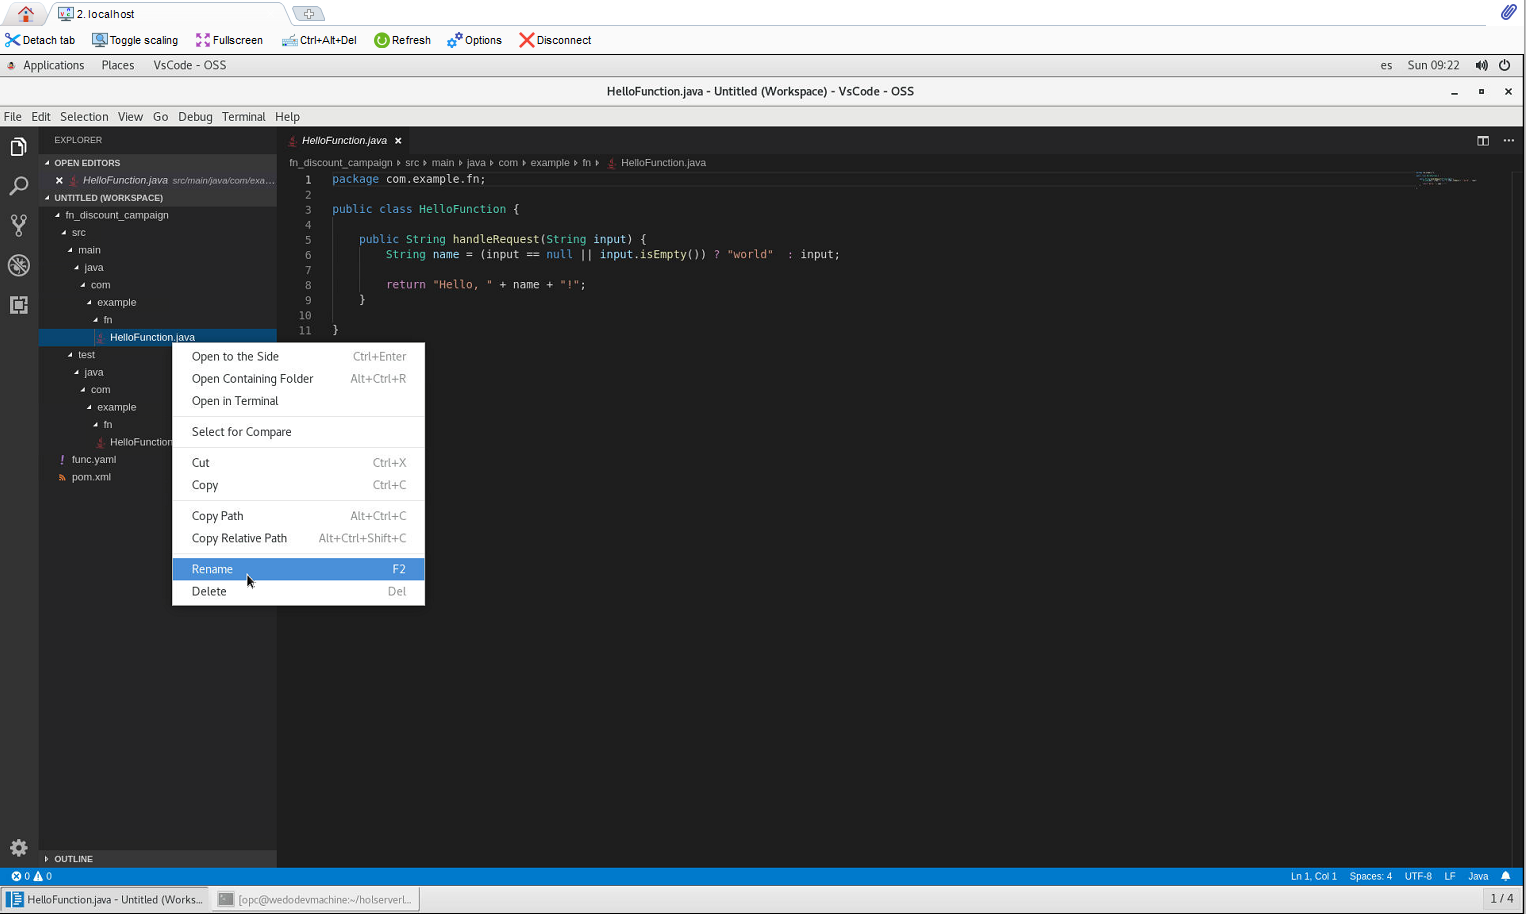 2. localhost
Detach tab Toggle scaling Fullscreen Ctrl+Alt+Del Refresh Options Disconnect
Applications Places VsCode - OSS es Sun 09:22
HelloFunction.java - Untitled (Workspace) - VsCode - OSS
File Edit Selection View Go Debug Terminal Help
EXPLORER
OPEN EDITORS
HelloFunction.java src/main/java/com/exa...
UNTITLED (WORKSPACE)
fn_discount_campaign
src
main
java
com
example
fn
HelloFunction.java
test
java
com
example
fn
HelloFunction
func.yaml
pom.xml
OUTLINE
HelloFunction.java
fn_discount_campaign src main java com example fn HelloFunction.java
1 package com.example.fn;
2
3 public class HelloFunction {
4
5 public String handleRequest(String input) {
6 String name = (input == null || input.isEmpty()) ? "world"  : input;
7
8 return "Hello, " + name + "!";
9 }
10
11 }
Open to the Side Ctrl+Enter
Open Containing Folder Alt+Ctrl+R
Open in Terminal
Select for Compare
Cut Ctrl+X
Copy Ctrl+C
Copy Path Alt+Ctrl+C
Copy Relative Path Alt+Ctrl+Shift+C
Rename F2
Delete Del
0 0 Ln 1, Col 1 Spaces: 4 UTF-8 LF Java
HelloFunction.java - Untitled (Works... [opc@wedodevmachine:~/holserverl... 1 / 4